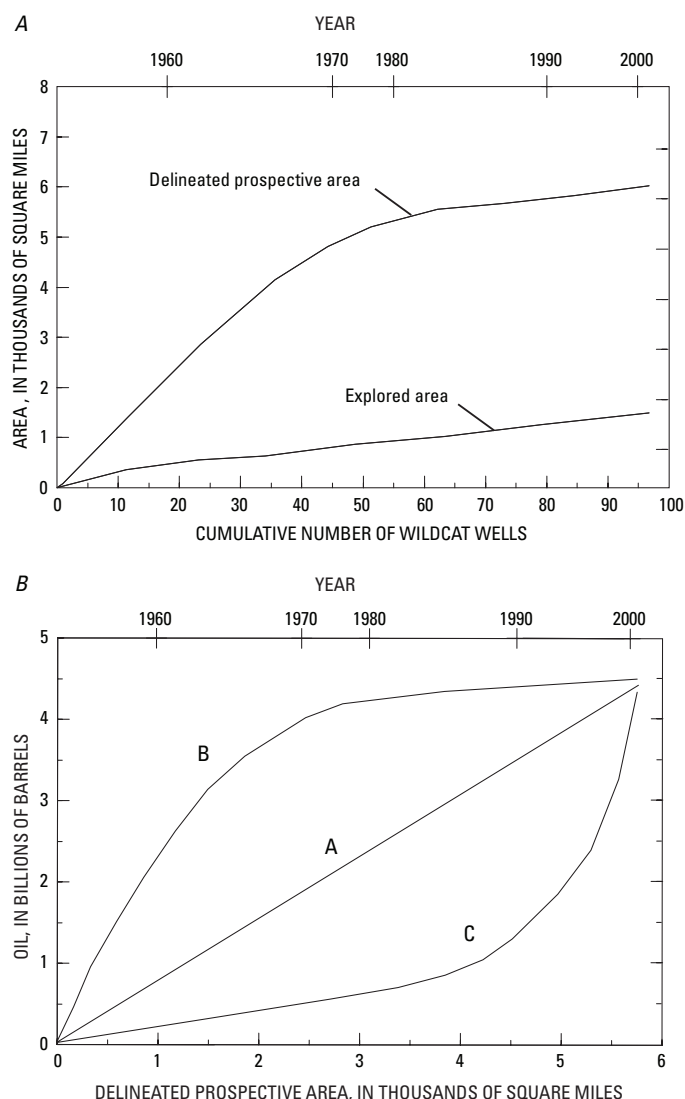 A
YEAR
1960 1970 1980 1990 2000
8
7
6
5
4
3
2
1
0
AREA , IN THOUSANDS OF SQUARE MILES
Delineated prospective area
Explored area
0 10 20 30 40 50 60 70 80 90 100
CUMULATIVE NUMBER OF WILDCAT WELLS
B
YEAR
1960 1970 1980 1990 2000
5
4
3
2
1
0
OIL, IN BILLIONS OF BARRELS
B
A
C
0 1 2 3 4 5 6
DELINEATED PROSPECTIVE AREA, IN THOUSANDS OF SQUARE MILES